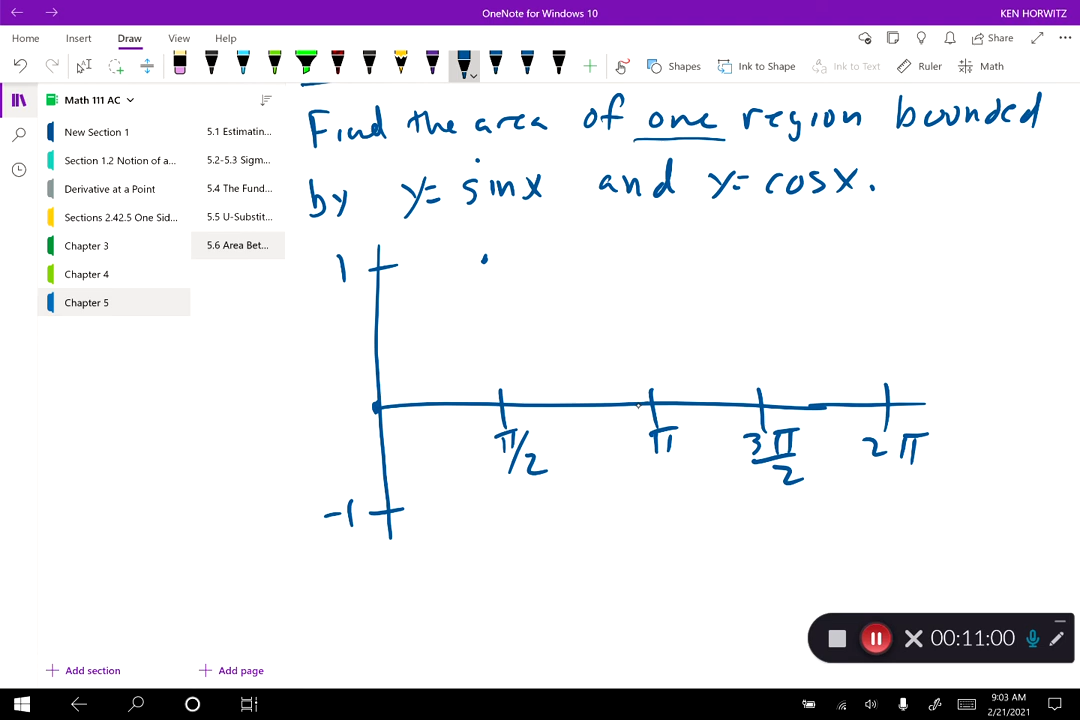 OneNote for Windows 10
KEN HORWITZ
Home Insert Draw View Help
Share
Shapes
Ink to Shape
Ink to Text
Ruler
Math
Math 111 AC
New Section 1
Section 1.2 Notion of a...
Derivative at a Point
Sections 2.42.5 One Sid...
Chapter 3
Chapter 4
Chapter 5
5.1 Estimatin...
5.2-5.3 Sigm...
5.4 The Fund...
5.5 U-Substit...
5.6 Area Bet...
Find the area of one region bounded
by y= sinx and y= cosx.
1
π/2 π 3π/2 2π
-1
00:11:00
Add section
Add page
9:03 AM
2/21/2021